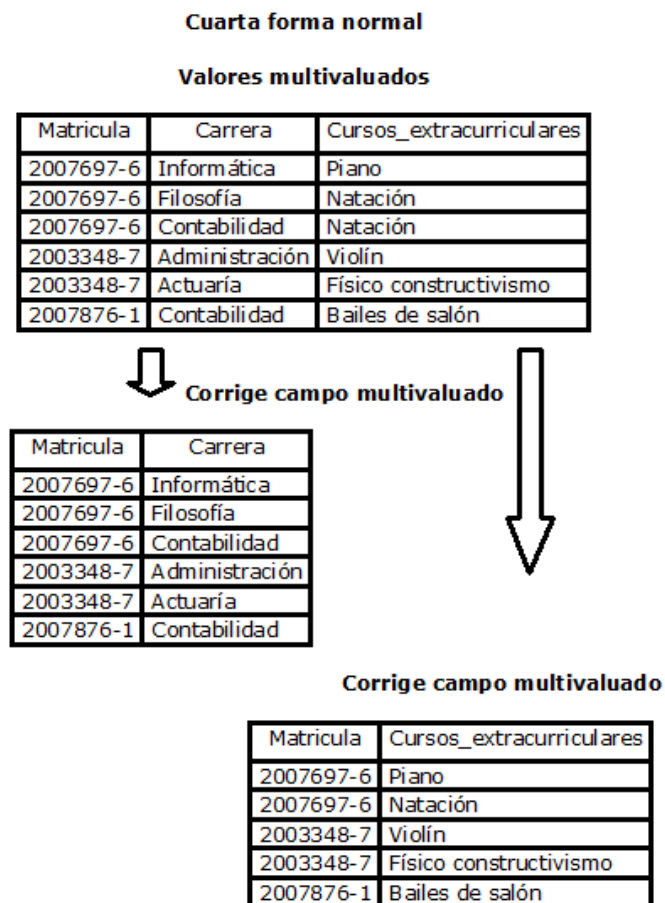 Cuarta forma normal
Valores multivaluados
Matricula Carrera Cursos_extracurriculares
2007697-6 Informática Piano
2007697-6 Filosofía Natación
2007697-6 Contabilidad Natación
2003348-7 Administración Violín
2003348-7 Actuaría Físico constructivismo
2007876-1 Contabilidad Bailes de salón
Corrige campo multivaluado
Matricula Carrera
2007697-6 Informática
2007697-6 Filosofía
2007697-6 Contabilidad
2003348-7 Administración
2003348-7 Actuaría
2007876-1 Contabilidad
Corrige campo multivaluado
Matricula Cursos_extracurriculares
2007697-6 Piano
2007697-6 Natación
2003348-7 Violín
2003348-7 Físico constructivismo
2007876-1 Bailes de salón